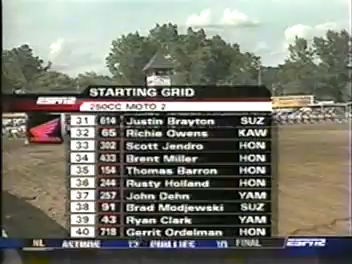 STARTING GRID
ESPN2
250CC MOTO 2
31 614 Justin Brayton SUZ
32 65 Richie Owens KAW
33 302 Scott Jendro HON
34 433 Brent Miller HON
35 154 Thomas Barron HON
36 244 Rusty Holland HON
37 257 John Dehn YAM
38 91 Brad Modjewski SUZ
39 43 Ryan Clark YAM
40 718 Gerrit Ordelman HON
NL ASTROS 12 PHILLIES 10 FINAL ESPN2